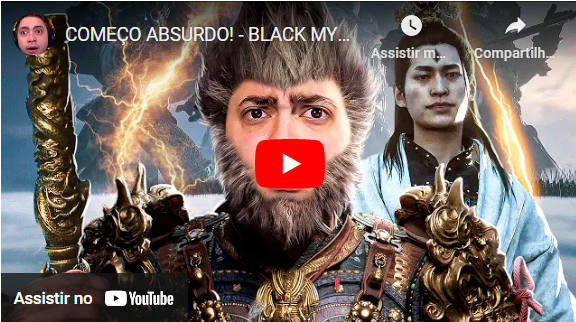 COMEÇO ABSURDO! - BLACK MY...
Assistir m...
Compartilh...
Assistir no YouTube